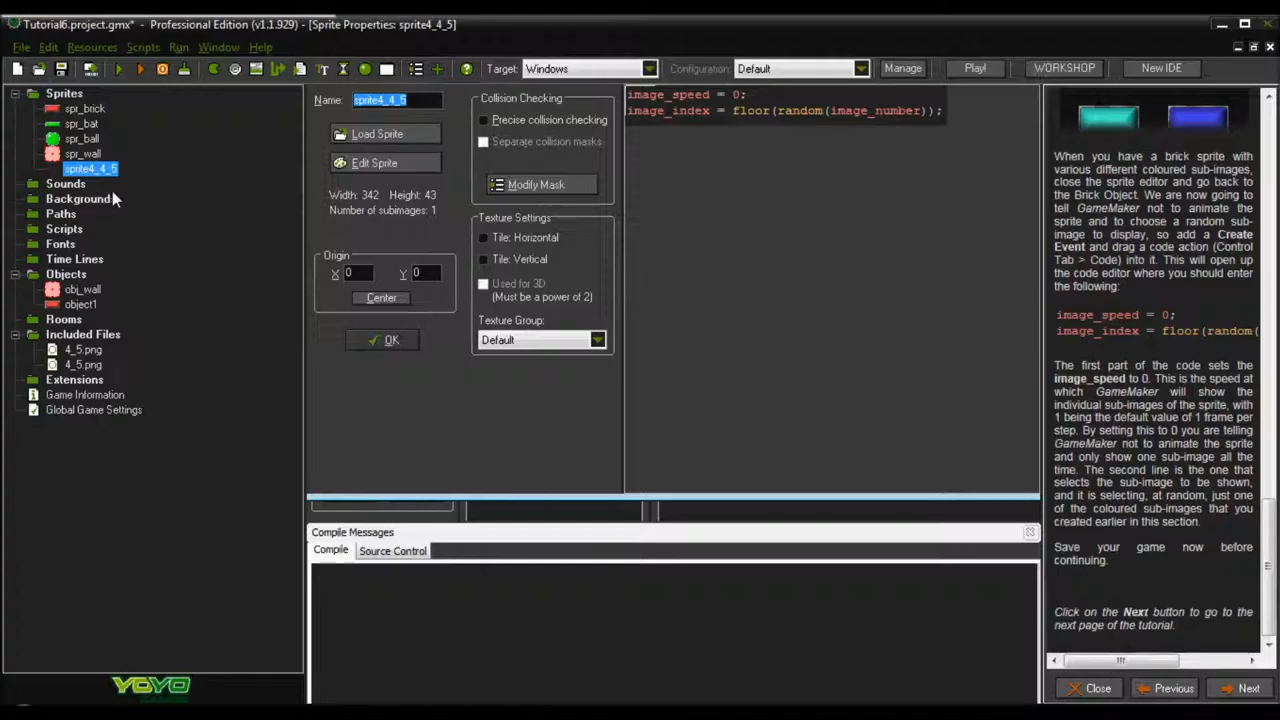 Tutorial6.project.gmx* - Professional Edition (v1.1.929) - [Sprite Properties: sprite4_4_5]
File Edit Resources Scripts Run Window Help
Target: Windows Configuration: Default Manage Play! WORKSHOP New IDE
Sprites
spr_brick
spr_bat
spr_ball
spr_wall
sprite4_4_5
Sounds
Background
Paths
Scripts
Fonts
Time Lines
Objects
obj_wall
object1
Rooms
Included Files
4_5.png
4_5.png
Extensions
Game Information
Global Game Settings
YOYO
Name: sprite4_4_5
Load Sprite
Edit Sprite
Width: 342 Height: 43
Number of subimages: 1
Origin
X 0 Y 0
Center
OK
Collision Checking
Precise collision checking
Separate collision masks
Modify Mask
Texture Settings
Tile: Horizontal
Tile: Vertical
Used for 3D
(Must be a power of 2)
Texture Group:
Default
image_speed = 0;
image_index = floor(random(image_number));
Compile Messages
Compile Source Control
When you have a brick sprite with
various different coloured sub-images,
close the sprite editor and go back to
the Brick Object. We are now going to
tell GameMaker not to animate the
sprite and to choose a random sub-
image to display, so add a Create
Event and drag a code action (Control
Tab > Code) into it. This will open up
the code editor where you should enter
the following:
image_speed = 0;
image_index = floor(random(
The first part of the code sets the
image_speed to 0. This is the speed at
which GameMaker will show the
individual sub-images of the sprite, with
1 being the default value of 1 frame per
step. By setting this to 0 you are telling
GameMaker not to animate the sprite
and only show one sub-image all the
time. The second line is the one that
selects the sub-image to be shown,
and it is selecting, at random, just one
of the coloured sub-images that you
created earlier in this section.
Save your game now before
continuing.
Click on the Next button to go to the
next page of the tutorial.
Close Previous Next